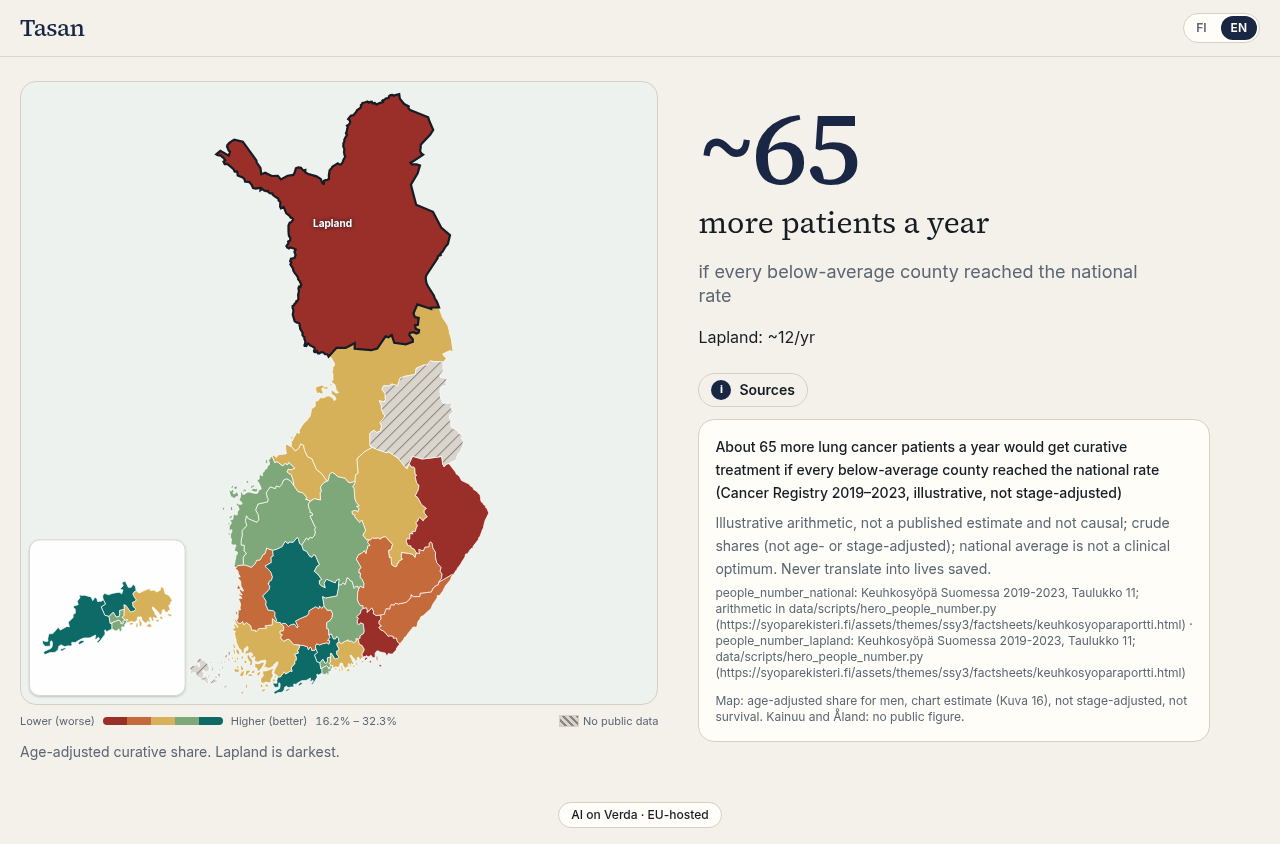 Tasan
FI
EN
Lapland
Lower (worse)
Higher (better)
16.2% – 32.3%
No public data
Age-adjusted curative share. Lapland is darkest.
~65
more patients a year
if every below-average county reached the national
rate
Lapland: ~12/yr
i
Sources
About 65 more lung cancer patients a year would get curative
treatment if every below-average county reached the national rate
(Cancer Registry 2019–2023, illustrative, not stage-adjusted)
Illustrative arithmetic, not a published estimate and not causal; crude
shares (not age- or stage-adjusted); national average is not a clinical
optimum. Never translate into lives saved.
people_number_national: Keuhkosyöpä Suomessa 2019-2023, Taulukko 11;
arithmetic in data/scripts/hero_people_number.py
(https://syoparekisteri.fi/assets/themes/ssy3/factsheets/keuhkosyoparaportti.html) ·
people_number_lapland: Keuhkosyöpä Suomessa 2019-2023, Taulukko 11;
data/scripts/hero_people_number.py
(https://syoparekisteri.fi/assets/themes/ssy3/factsheets/keuhkosyoparaportti.html)
Map: age-adjusted share for men, chart estimate (Kuva 16), not stage-adjusted, not
survival. Kainuu and Åland: no public figure.
AI on Verda · EU-hosted